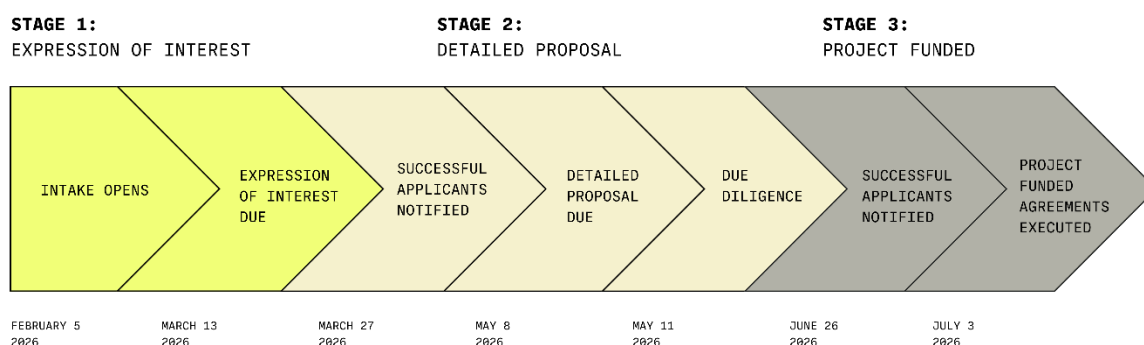 STAGE 1:
EXPRESSION OF INTEREST
STAGE 2:
DETAILED PROPOSAL
STAGE 3:
PROJECT FUNDED
INTAKE OPENS
EXPRESSION
OF INTEREST
DUE
SUCCESSFUL
APPLICANTS
NOTIFIED
DETAILED
PROPOSAL
DUE
DUE
DILIGENCE
SUCCESSFUL
APPLICANTS
NOTIFIED
PROJECT
FUNDED
AGREEMENTS
EXECUTED
FEBRUARY 5
2026
MARCH 13
2026
MARCH 27
2026
MAY 8
2026
MAY 11
2026
JUNE 26
2026
JULY 3
2026